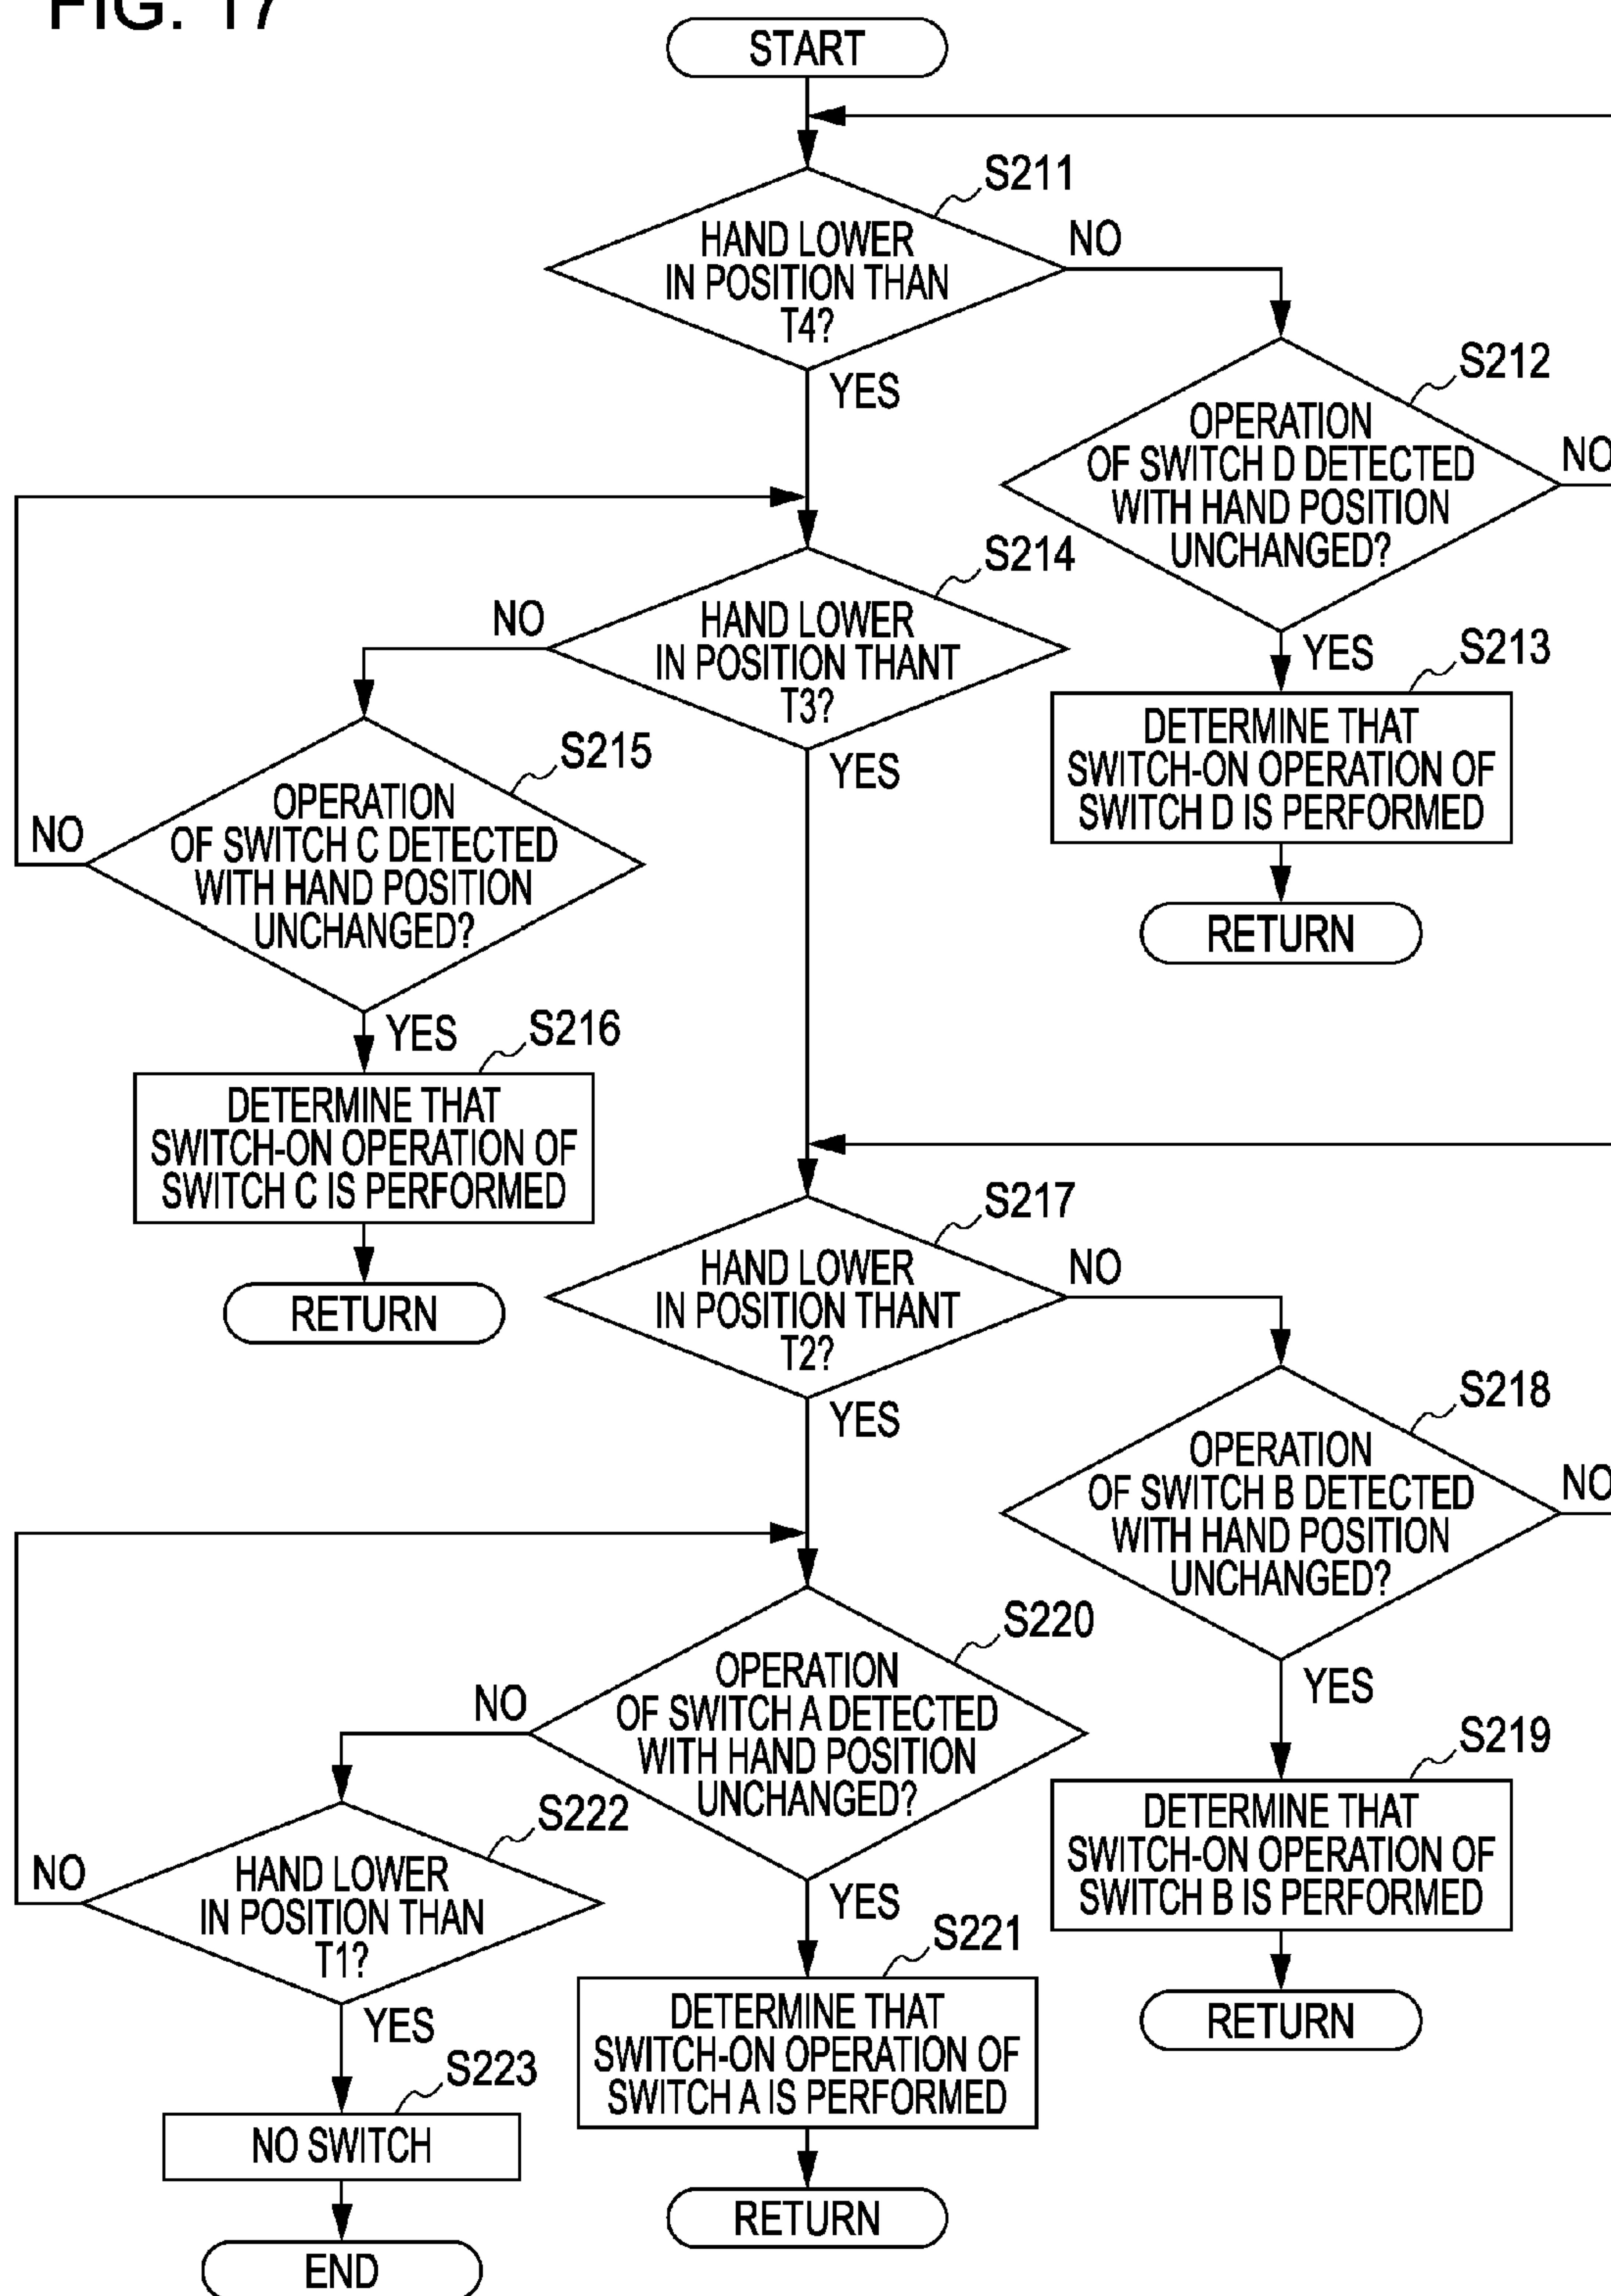 FIG. 17
START
S211
HAND LOWER
IN POSITION THAN
T4?
NO
YES
S212
OPERATION
OF SWITCH D DETECTED
WITH HAND POSITION
UNCHANGED?
NO
YES
S213
DETERMINE THAT
SWITCH-ON OPERATION OF
SWITCH D IS PERFORMED
RETURN
S214
HAND LOWER
IN POSITION THANT
T3?
NO
YES
S215
OPERATION
OF SWITCH C DETECTED
WITH HAND POSITION
UNCHANGED?
NO
YES
S216
DETERMINE THAT
SWITCH-ON OPERATION OF
SWITCH C IS PERFORMED
RETURN
S217
HAND LOWER
IN POSITION THANT
T2?
NO
YES
S218
OPERATION
OF SWITCH B DETECTED
WITH HAND POSITION
UNCHANGED?
NO
YES
S219
DETERMINE THAT
SWITCH-ON OPERATION OF
SWITCH B IS PERFORMED
RETURN
S220
OPERATION
OF SWITCH A DETECTED
WITH HAND POSITION
UNCHANGED?
NO
YES
S221
DETERMINE THAT
SWITCH-ON OPERATION OF
SWITCH A IS PERFORMED
RETURN
S222
HAND LOWER
IN POSITION THAN
T1?
NO
YES
S223
NO SWITCH
END